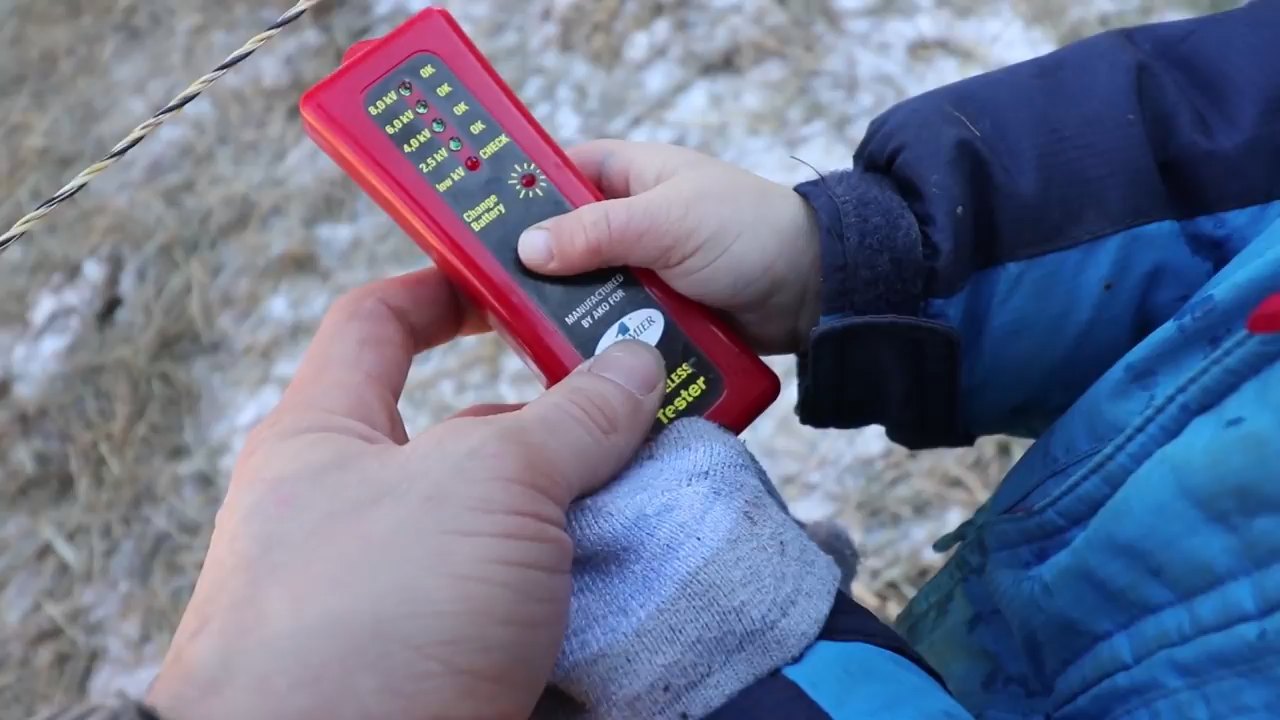 8,0 kV OK
6,0 kV OK
4,0 kV OK
2,5 kV OK
low kV CHECK
Change
Battery
MANUFACTURED
BY AKO FOR
Tester